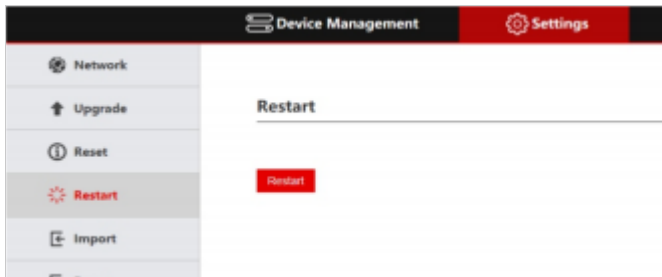 Device Management
Settings
Network
Upgrade
Restart
Reset
Restart
Restart
Import